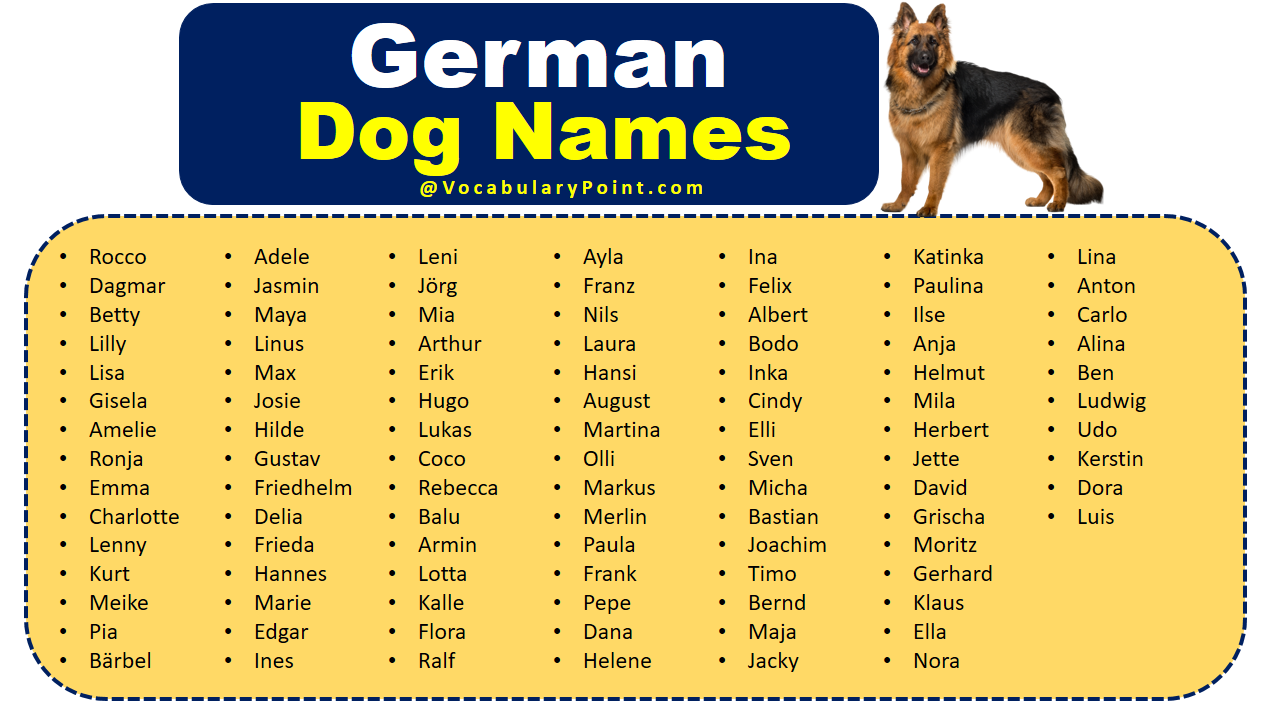 German
Dog Names
@VocabularyPoint.com
• Rocco
• Dagmar
• Betty
• Lilly
• Lisa
• Gisela
• Amelie
• Ronja
• Emma
• Charlotte
• Lenny
• Kurt
• Meike
• Pia
• Bärbel
• Adele
• Jasmin
• Maya
• Linus
• Max
• Josie
• Hilde
• Gustav
• Friedhelm
• Delia
• Frieda
• Hannes
• Marie
• Edgar
• Ines
• Leni
• Jörg
• Mia
• Arthur
• Erik
• Hugo
• Lukas
• Coco
• Rebecca
• Balu
• Armin
• Lotta
• Kalle
• Flora
• Ralf
• Ayla
• Franz
• Nils
• Laura
• Hansi
• August
• Martina
• Olli
• Markus
• Merlin
• Paula
• Frank
• Pepe
• Dana
• Helene
• Ina
• Felix
• Albert
• Bodo
• Inka
• Cindy
• Elli
• Sven
• Micha
• Bastian
• Joachim
• Timo
• Bernd
• Maja
• Jacky
• Katinka
• Paulina
• Ilse
• Anja
• Helmut
• Mila
• Herbert
• Jette
• David
• Grischa
• Moritz
• Gerhard
• Klaus
• Ella
• Nora
• Lina
• Anton
• Carlo
• Alina
• Ben
• Ludwig
• Udo
• Kerstin
• Dora
• Luis